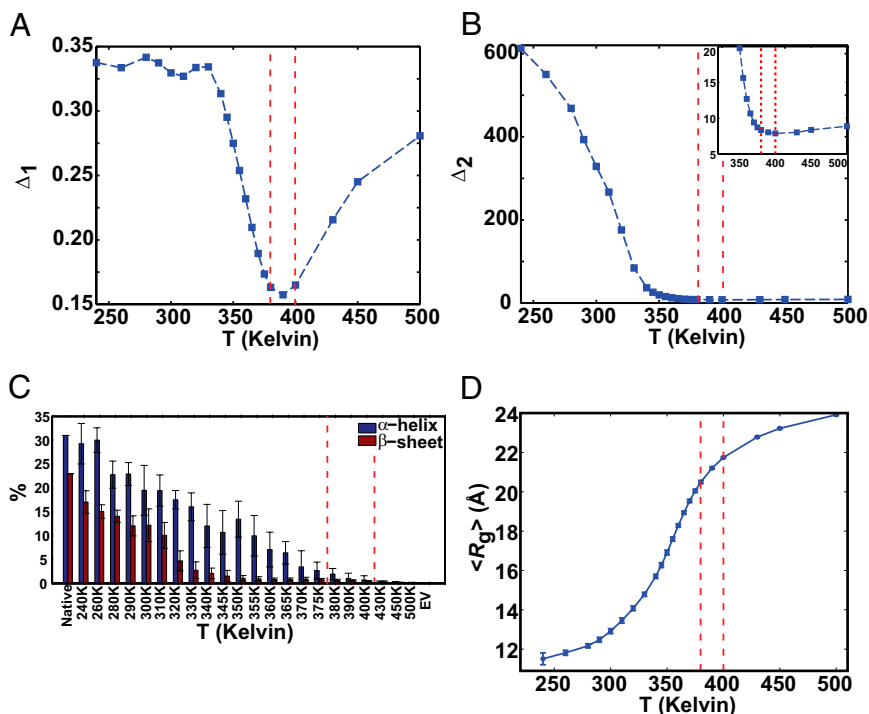 A
0.35
0.30
0.25
0.20
0.15
Δ1
250 300 350 400 450 500
T (Kelvin)
B
600
400
200
0
Δ2
250 300 350 400 450 500
T (Kelvin)
20
15
10
5
350 400 450 500
C
35
30
25
20
15
10
5
0
%
α-helix
β-sheet
Native 240K 260K 280K 290K 300K 310K 320K 330K 340K 345K 350K 355K 360K 365K 370K 375K 380K 390K 400K 430K 450K 500K EV
T (Kelvin)
D
24
22
20
18
16
14
12
<Rg> (Å)
250 300 350 400 450 500
T (Kelvin)